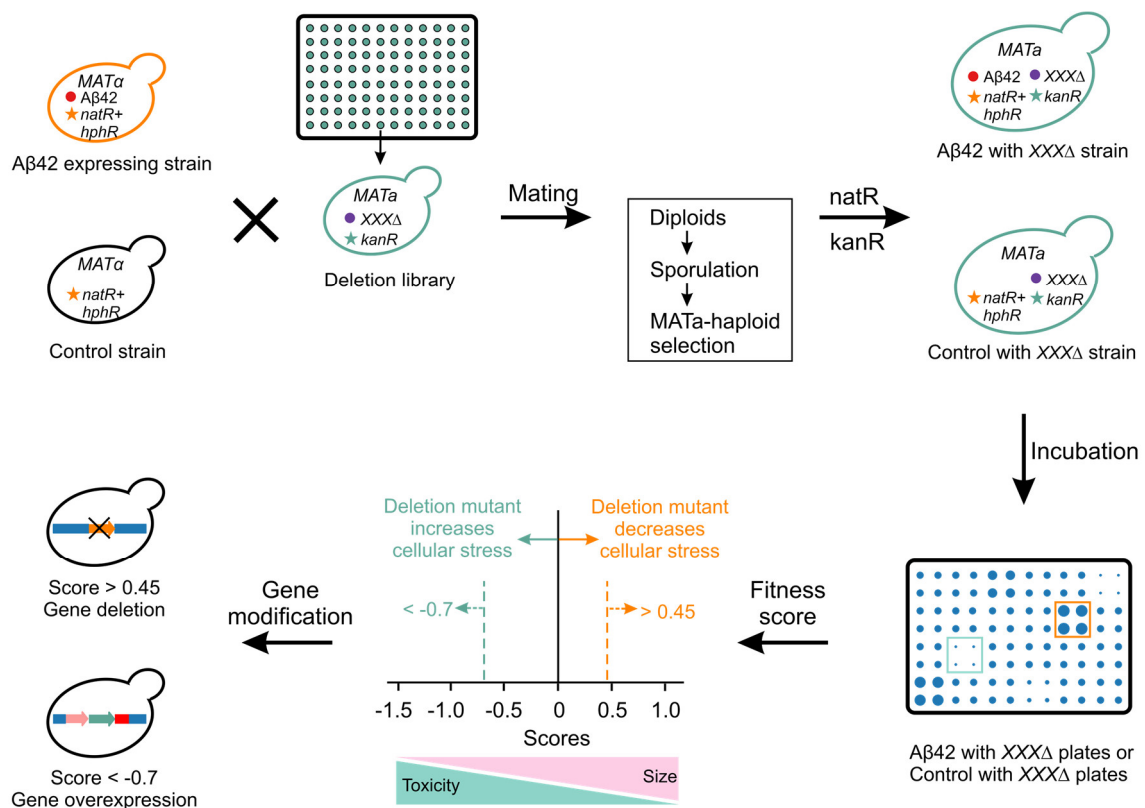 MATα
Aβ42
natR+
hphR
Aβ42 expressing strain
MATα
natR+
hphR
Control strain
MATa
XXXΔ
kanR
Deletion library
Mating
Diploids
Sporulation
MATa-haploid
selection
natR
kanR
MATa
Aβ42 XXXΔ
natR+ kanR
hphR
Aβ42 with XXXΔ strain
MATa
XXXΔ
natR+ kanR
hphR
Control with XXXΔ strain
Incubation
Aβ42 with XXXΔ plates or
Control with XXXΔ plates
Fitness
score
Deletion mutant
increases
cellular stress
Deletion mutant
decreases
cellular stress
< -0.7
> 0.45
-1.5 -1.0 -0.5 0 0.5 1.0
Scores
Toxicity
Size
Gene
modification
Score > 0.45
Gene deletion
Score < -0.7
Gene overexpression